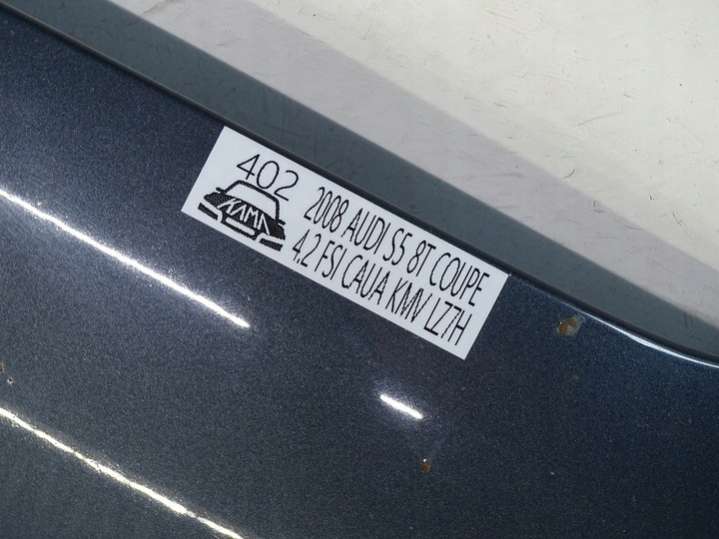 402
KAMA
2008 AUDI S5 8T COUPE
4.2 FSI CAUA KMV LZ7H